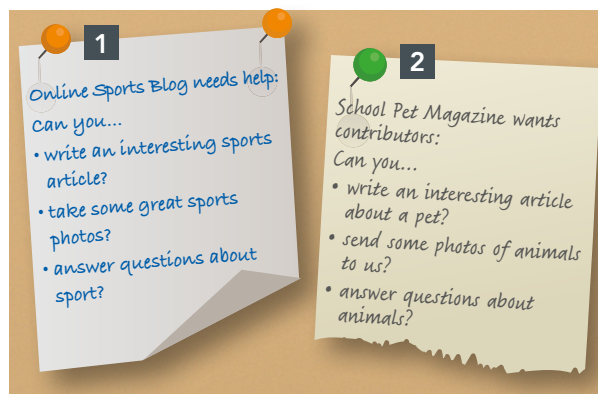 1
Online Sports Blog needs help:
Can you...
• write an interesting sports
article?
• take some great sports
photos?
• answer questions about
sport?
2
School Pet Magazine wants
contributors:
Can you...
• write an interesting article
about a pet?
• send some photos of animals
to us?
• answer questions about
animals?